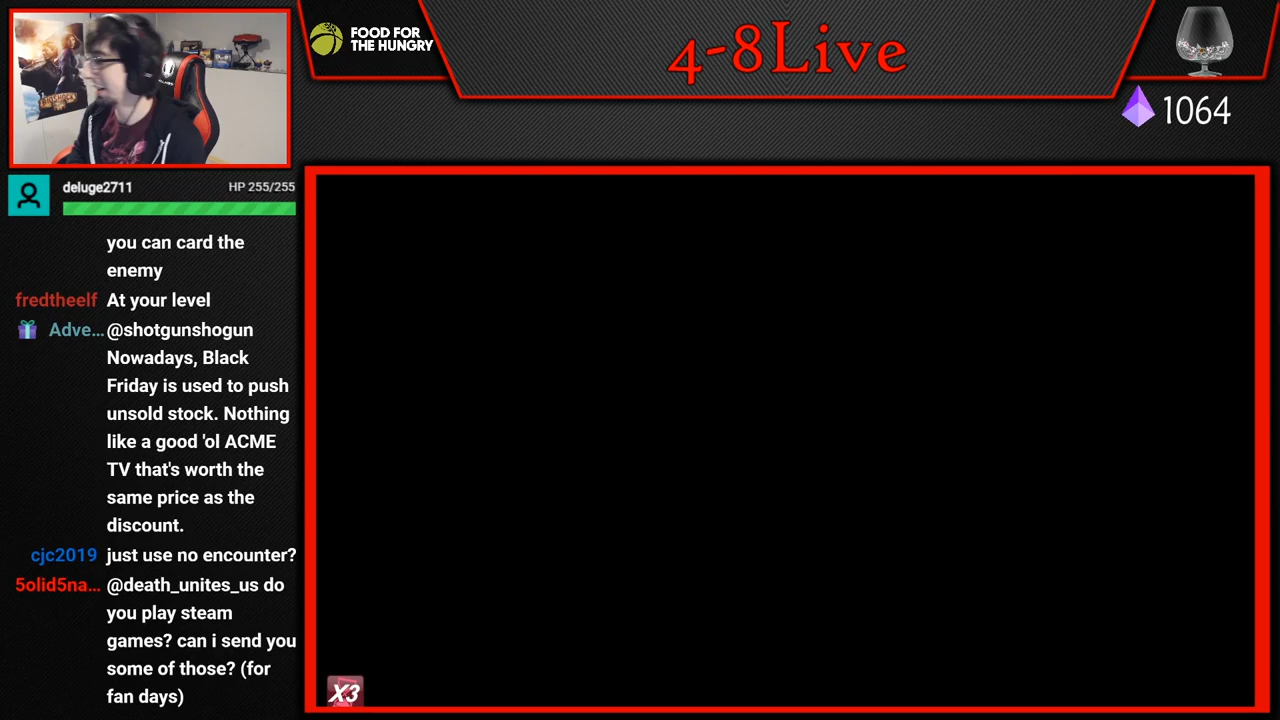 FOOD FOR
THE HUNGRY
4-8Live
1064
BIOSHOCK
deluge2711
HP 255/255
you can card the
enemy
fredtheelf At your level
Adve... @shotgunshogun
Nowadays, Black
Friday is used to push
unsold stock. Nothing
like a good 'ol ACME
TV that's worth the
same price as the
discount.
cjc2019 just use no encounter?
5olid5na... @death_unites_us do
you play steam
games? can i send you
some of those? (for
fan days)
X3